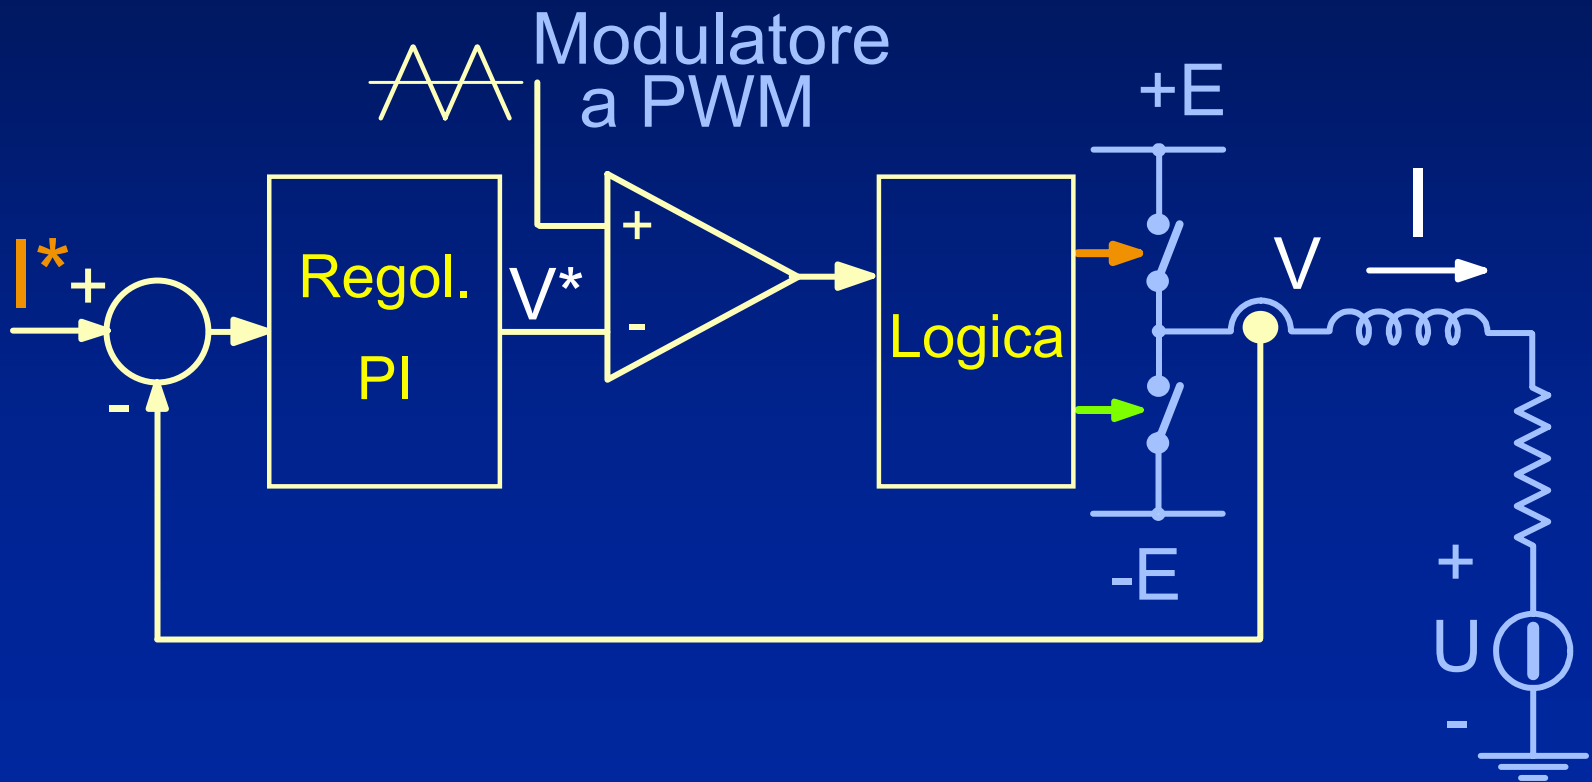 Modulatore
a PWM
+E
I*
+
-
Regol.
PI
V*
+
-
Logica
V
I
-E
+
U
-